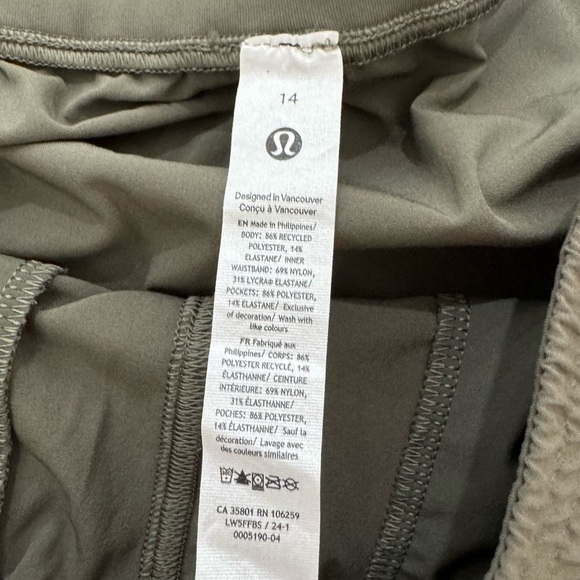 14
Designed in Vancouver
Conçu à Vancouver
EN Made in Philippines/
BODY: 86% RECYCLED
POLYESTER, 14%
ELASTANE/ INNER
WAISTBAND: 69% NYLON,
31% LYCRA® ELASTANE/
POCKETS: 86% POLYESTER,
14% ELASTANE/ Exclusive
of decoration/ Wash with
like colours
FR Fabriqué aux
Philippines/ CORPS: 86%
POLYESTER RECYCLÉ, 14%
ÉLASTHANNE/ CEINTURE
INTÉRIEURE: 69% NYLON,
31% ÉLASTHANNE/
POCHES: 86% POLYESTER,
14% ÉLASTHANNE/ Sauf la
décoration/ Lavage avec
des couleurs similaires
CA 35801 RN 106259
LW5FFBS / 24-1
0005190-04